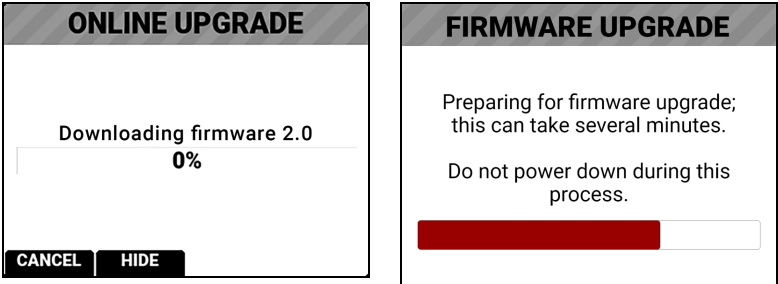 ONLINE UPGRADE
Downloading firmware 2.0
0%
CANCEL HIDE
FIRMWARE UPGRADE
Preparing for firmware upgrade;
this can take several minutes.
Do not power down during this
process.